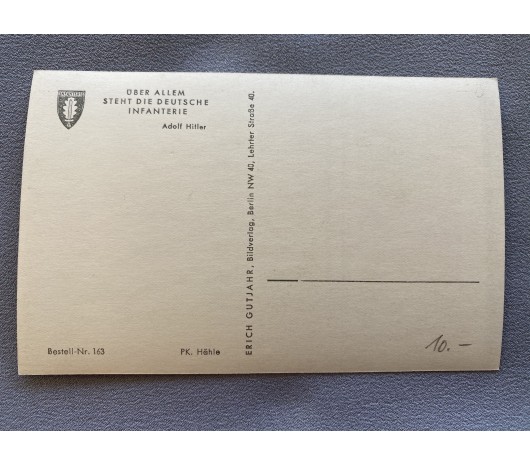 INFANTERIE
ÜBER ALLEM
STEHT DIE DEUTSCHE
INFANTERIE
Adolf Hitler
ERICH GUTJAHR, Bildverlag, Berlin NW 40, Lehrter Straße 40.
Bestell-Nr. 163
PK. Hähle
10.-